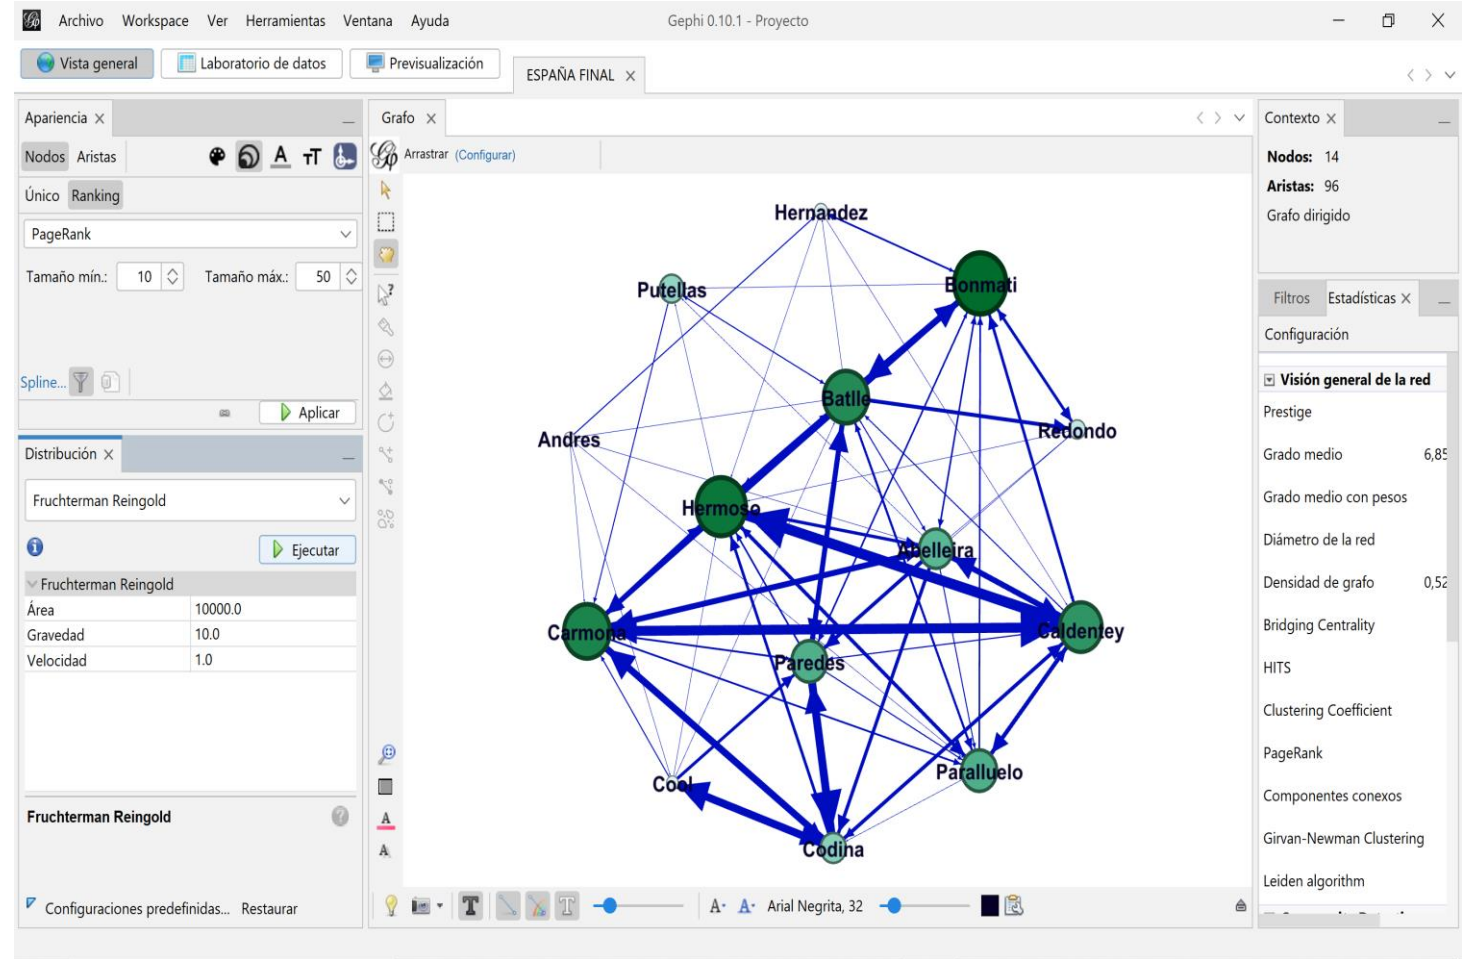 Archivo Workspace Ver Herramientas Ventana Ayuda Gephi 0.10.1 - Proyecto
Vista general Laboratorio de datos Previsualización ESPAÑA FINAL
Apariencia
Nodos Aristas
Único Ranking
PageRank
Tamaño mín.: 10 Tamaño máx.: 50
Spline...
Aplicar
Distribución
Fruchterman Reingold
Ejecutar
Fruchterman Reingold
Área 10000.0
Gravedad 10.0
Velocidad 1.0
Fruchterman Reingold
Configuraciones predefinidas... Restaurar
Grafo
Arrastrar (Configurar)
Hernandez
Bonmati
Putellas
Batlle
Redondo
Andres
Hermoso
Abelleira
Carmona
Caldentey
Paredes
Paralluelo
Cool
Codina
Arial Negrita, 32
Contexto
Nodos: 14
Aristas: 96
Grafo dirigido
Filtros Estadísticas
Configuración
Visión general de la red
Prestige
Grado medio 6,85
Grado medio con pesos
Diámetro de la red
Densidad de grafo 0,52
Bridging Centrality
HITS
Clustering Coefficient
PageRank
Componentes conexos
Girvan-Newman Clustering
Leiden algorithm